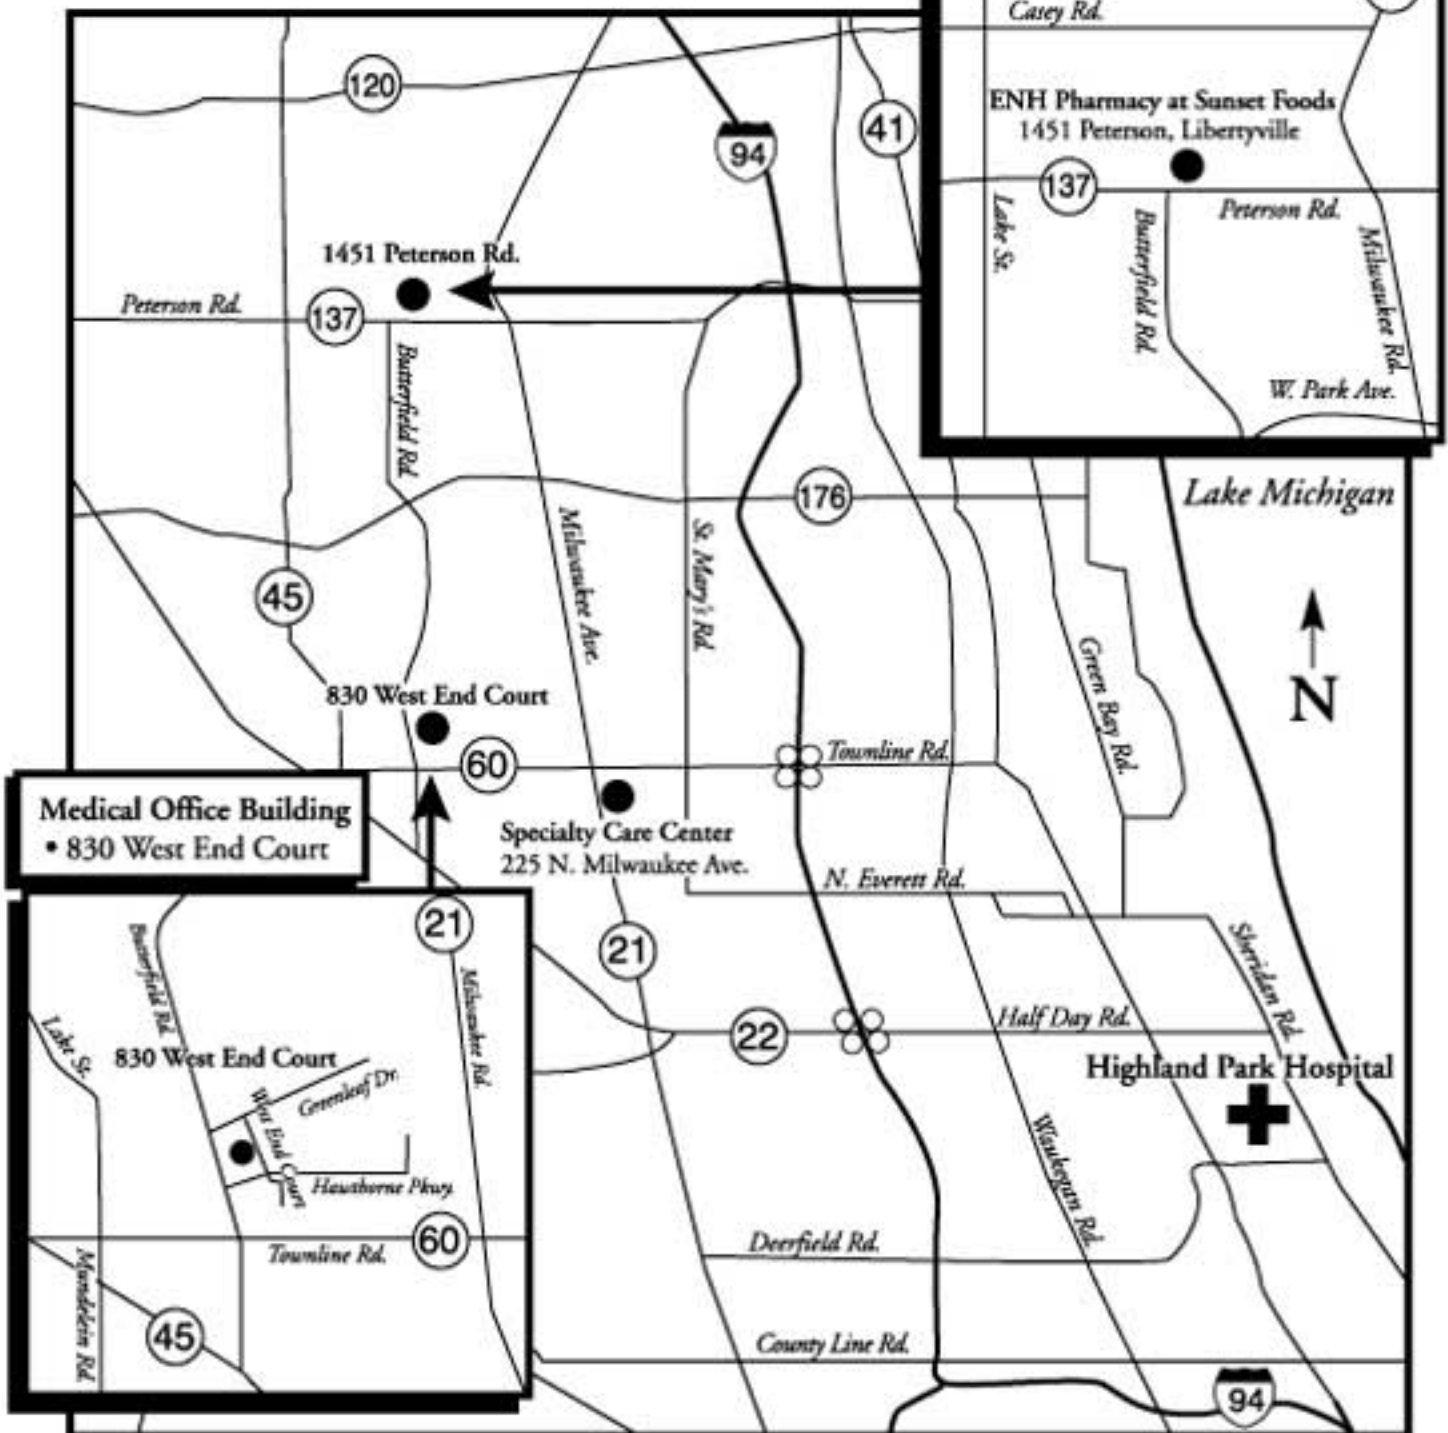 Casey Rd.
120
94
41
ENH Pharmacy at Sunset Foods
1451 Peterson, Libertyville
137
Peterson Rd.
Lake St.
Butterfield Rd.
Milwaukee Rd.
W. Park Ave.
1451 Peterson Rd.
Peterson Rd.
137
Butterfield Rd.
176
Lake Michigan
45
Milwaukee Ave.
St. Mary's Rd.
Green Bay Rd.
N
830 West End Court
60
Townline Rd.
Medical Office Building
• 830 West End Court
Specialty Care Center
225 N. Milwaukee Ave.
N. Everett Rd.
21
21
Butterfield Rd.
Milwaukee Rd.
Sheridan Rd.
22
Half Day Rd.
Lake St.
830 West End Court
Greenleaf Dr.
West End Court
Hawthorne Pkwy.
Highland Park Hospital
Waukegan Rd.
60
Townline Rd.
Deerfield Rd.
Mundelein Rd.
45
County Line Rd.
94